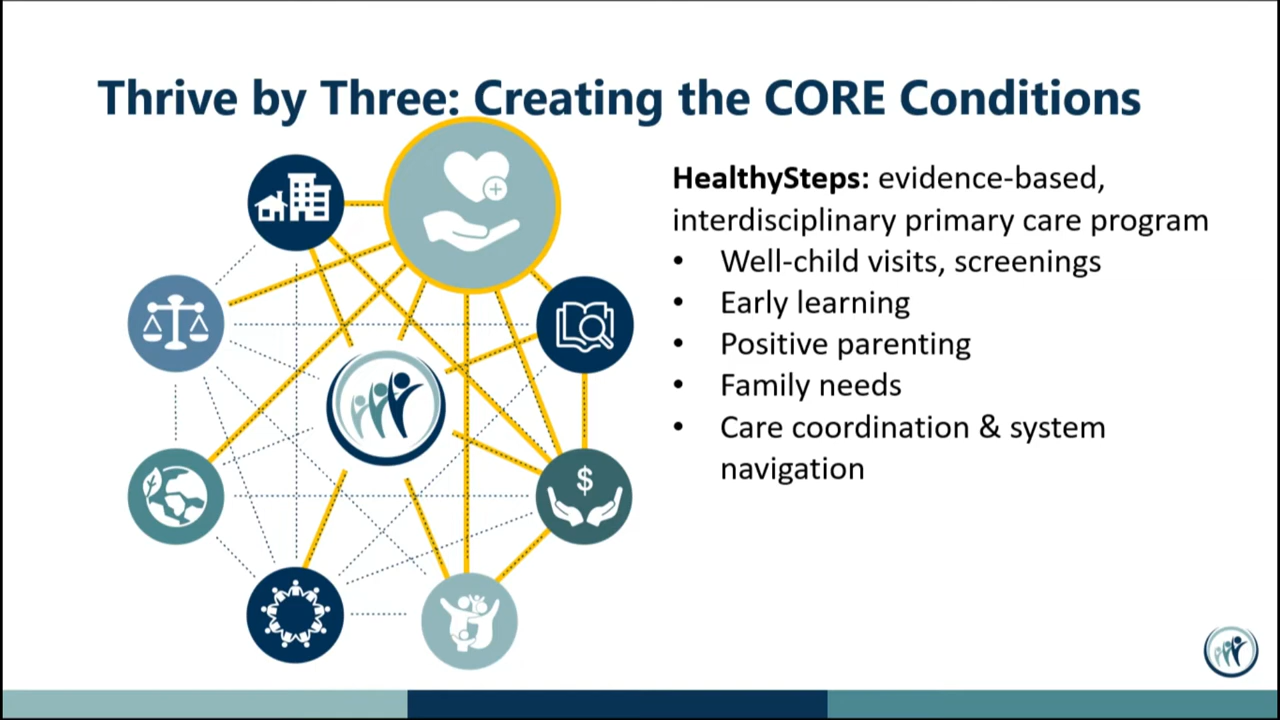 Thrive by Three: Creating the CORE Conditions
HealthySteps: evidence-based,
interdisciplinary primary care program
• Well-child visits, screenings
• Early learning
• Positive parenting
• Family needs
• Care coordination & system
navigation
$